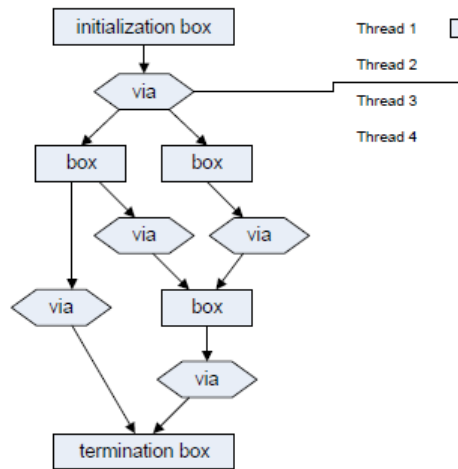 initialization box
Thread 1
Thread 2
via
Thread 3
Thread 4
box
box
via
via
via
box
via
termination box